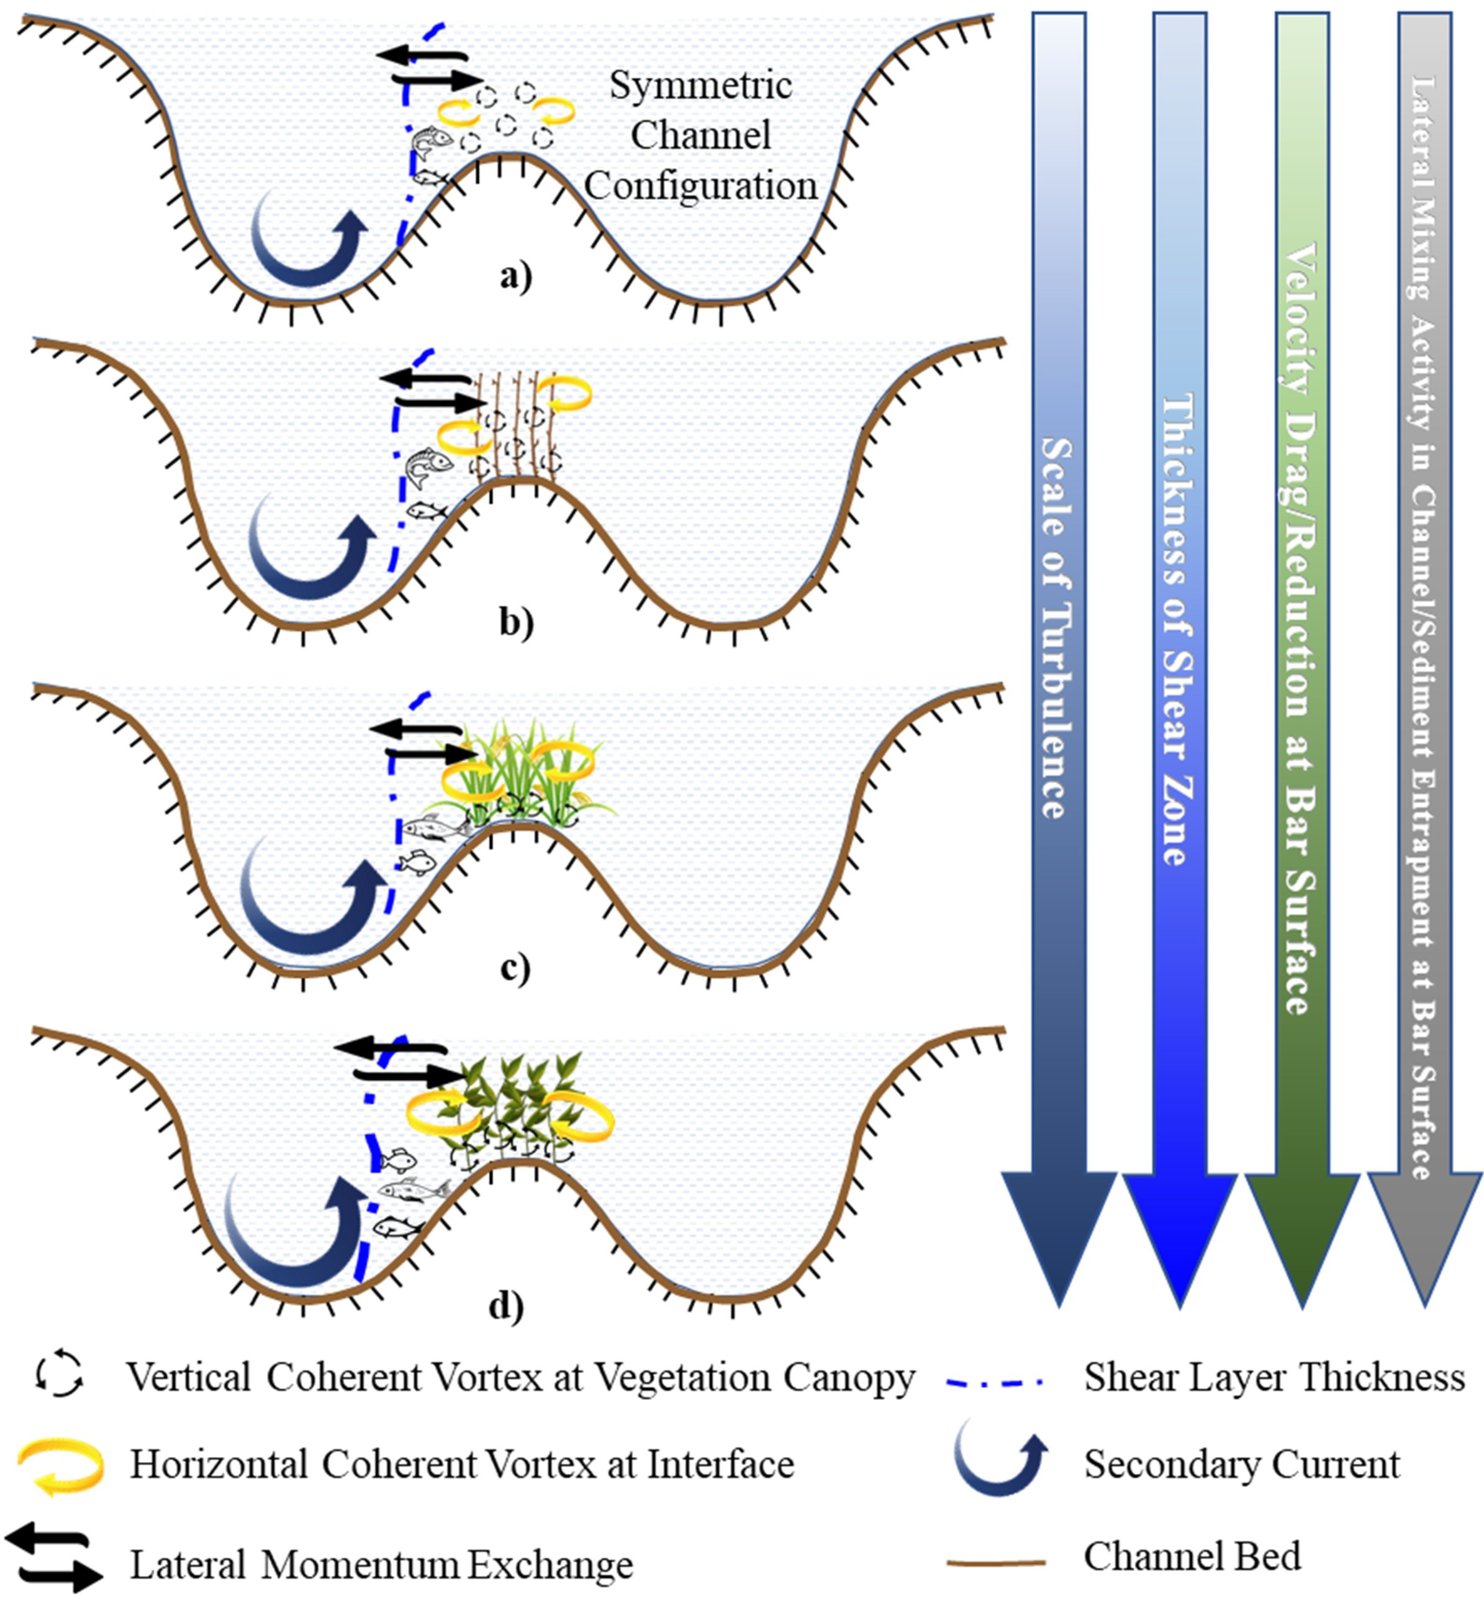 Symmetric
Channel
Configuration
a)
b)
c)
d)
Scale of Turbulence
Thickness of Shear Zone
Velocity Drag/Reduction at Bar Surface
Lateral Mixing Activity in Channel/Sediment Entrapment at Bar Surface
Vertical Coherent Vortex at Vegetation Canopy
Shear Layer Thickness
Horizontal Coherent Vortex at Interface
Secondary Current
Lateral Momentum Exchange
Channel Bed